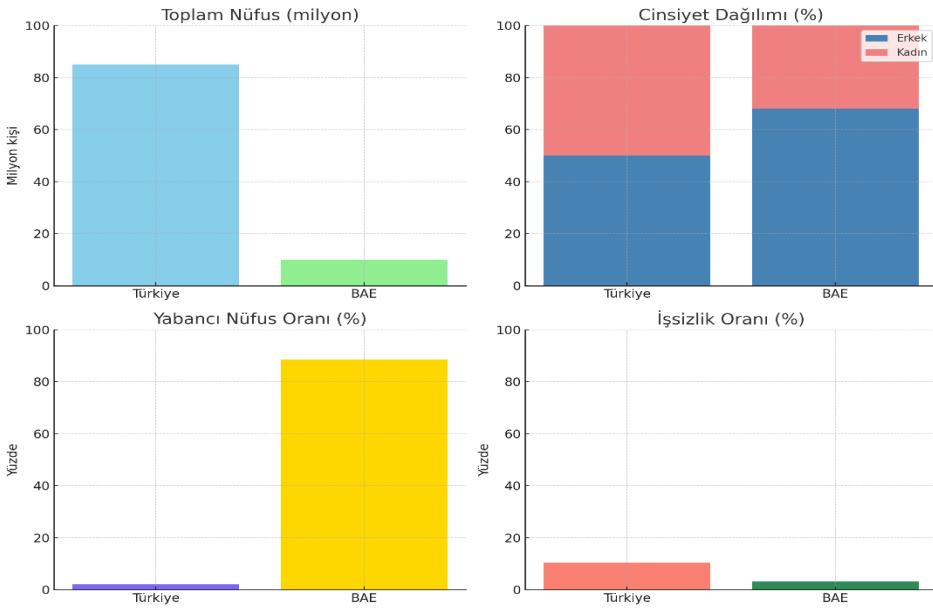 Toplam Nüfus (milyon)
Milyon kişi
100
80
60
40
20
0
Türkiye
BAE
Cinsiyet Dağılımı (%)
Erkek
Kadın
100
80
60
40
20
0
Türkiye
BAE
Yabancı Nüfus Oranı (%)
Yüzde
100
80
60
40
20
0
Türkiye
BAE
İşsizlik Oranı (%)
Yüzde
100
80
60
40
20
0
Türkiye
BAE